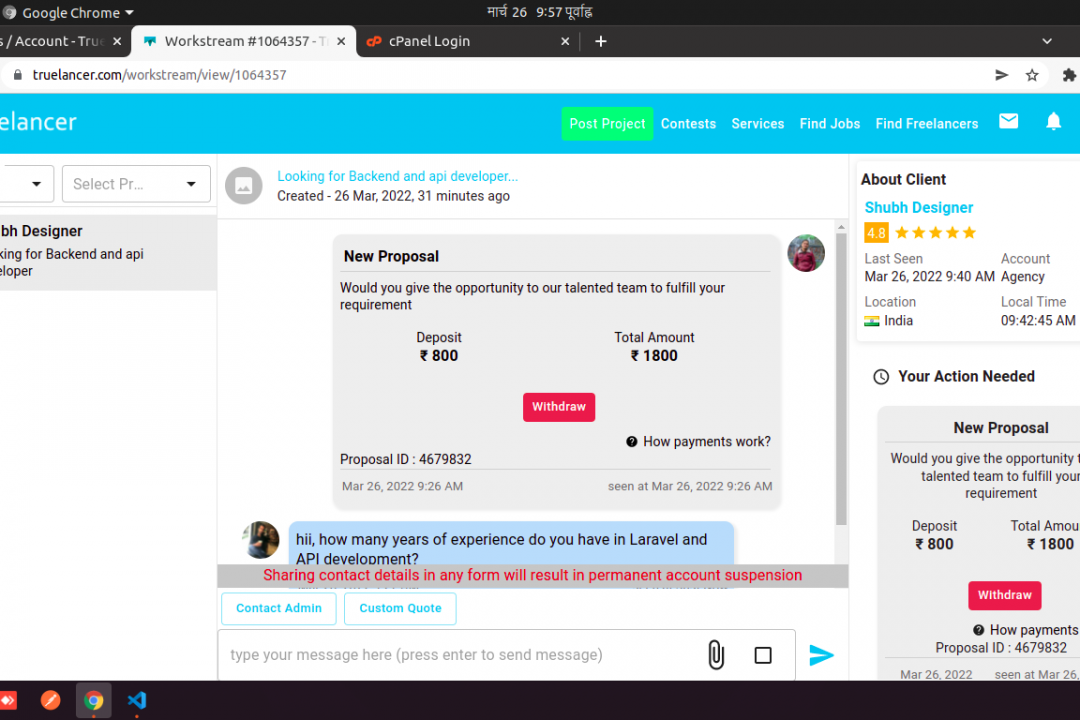 Google Chrome
मार्च 26 9:57 पूर्वाह्न
s / Account - True
Workstream #1064357 - T
cPanel Login
truelancer.com/workstream/view/1064357
elancer
Post Project
Contests
Services
Find Jobs
Find Freelancers
Select Pr...
bh Designer
king for Backend and api
eloper
Looking for Backend and api developer...
Created - 26 Mar, 2022, 31 minutes ago
New Proposal
Would you give the opportunity to our talented team to fulfill your
requirement
Deposit Total Amount
₹ 800 ₹ 1800
Withdraw
How payments work?
Proposal ID : 4679832
Mar 26, 2022 9:26 AM seen at Mar 26, 2022 9:26 AM
hii, how many years of experience do you have in Laravel and
API development?
Sharing contact details in any form will result in permanent account suspension
Contact Admin Custom Quote
type your message here (press enter to send message)
About Client
Shubh Designer
4.8
Last Seen Account
Mar 26, 2022 9:40 AM Agency
Location Local Time
India 09:42:45 AM
Your Action Needed
New Proposal
Would you give the opportunity t
talented team to fulfill your
requirement
Deposit Total Amou
₹ 800 ₹ 1800
Withdraw
How payments
Proposal ID : 4679832
Mar 26, 2022 seen at Mar 26, 2